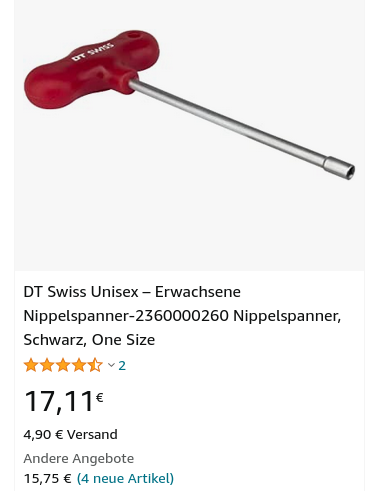 DT SWISS
DT Swiss Unisex – Erwachsene
Nippelspanner-2360000260 Nippelspanner,
Schwarz, One Size
2
17,11€
4,90 € Versand
Andere Angebote
15,75 € (4 neue Artikel)